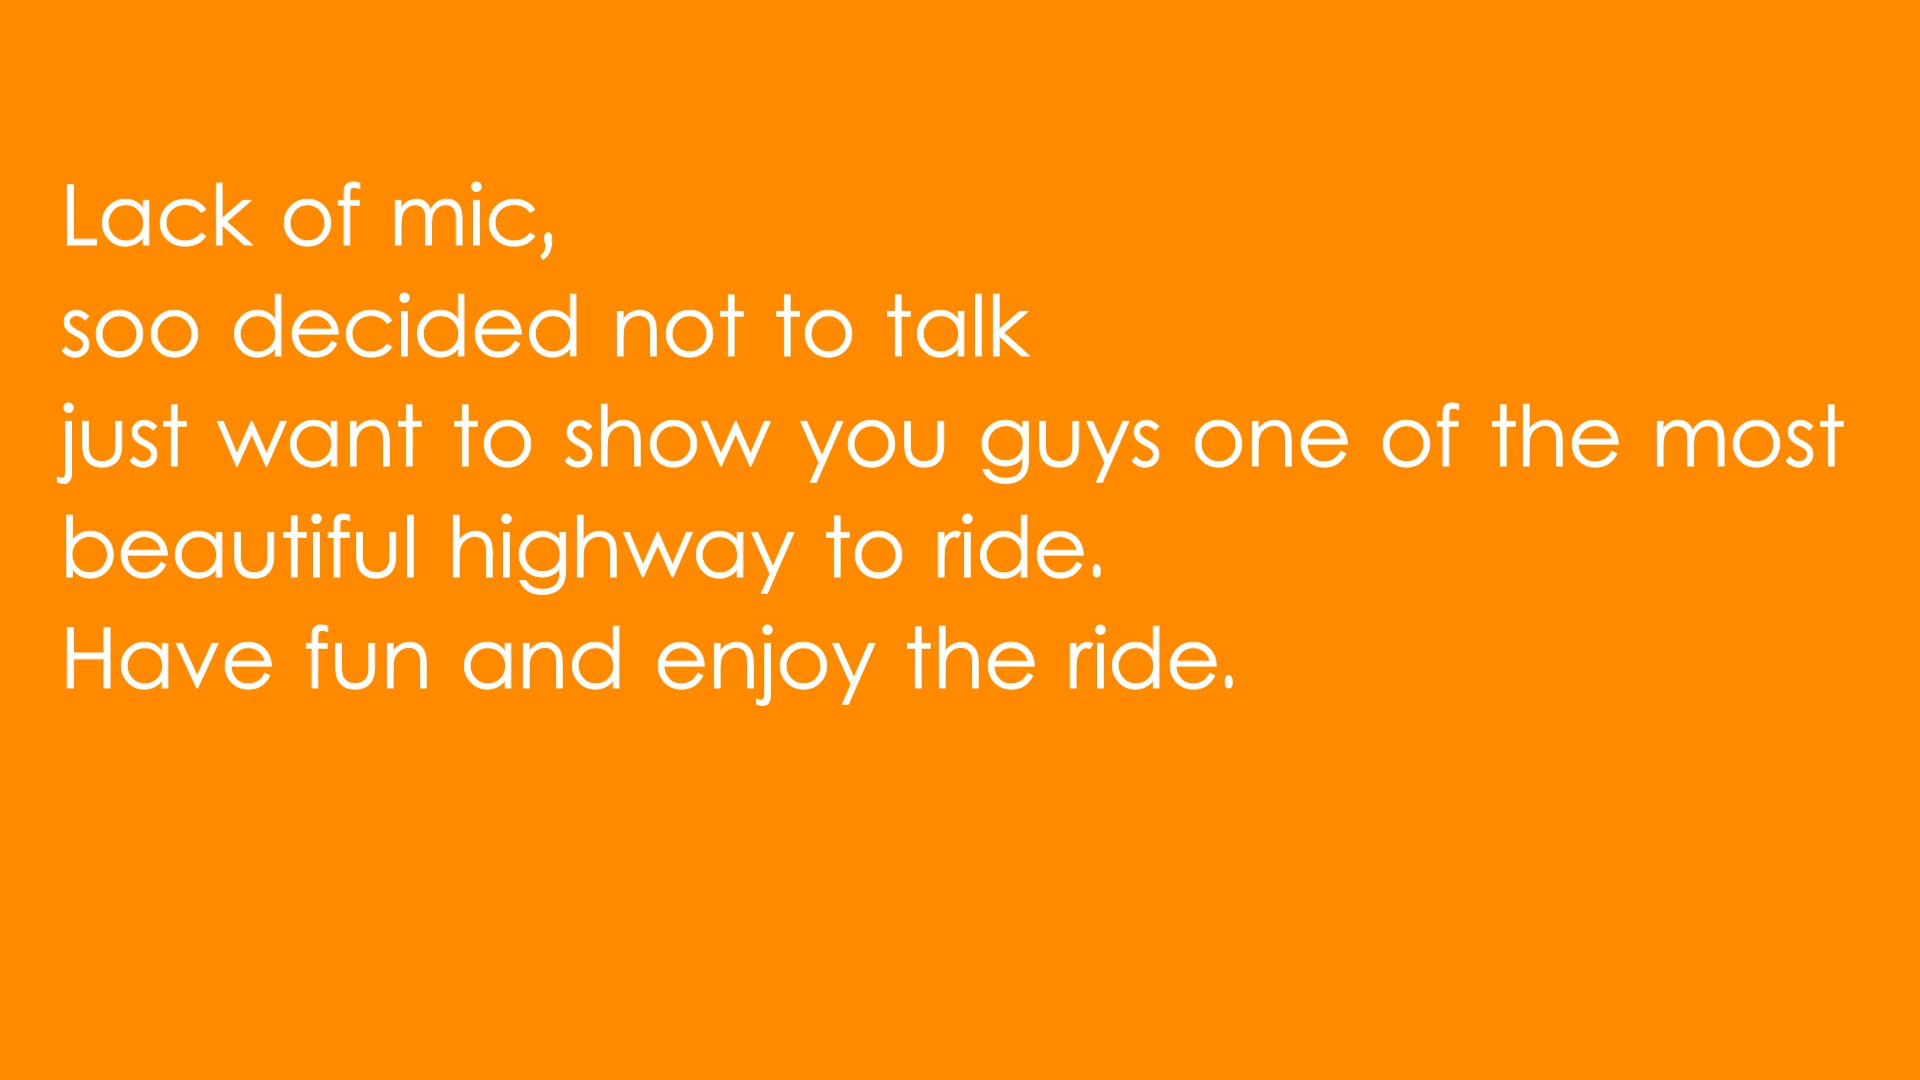 Lack of mic,
soo decided not to talk
just want to show you guys one of the most
beautiful highway to ride.
Have fun and enjoy the ride.